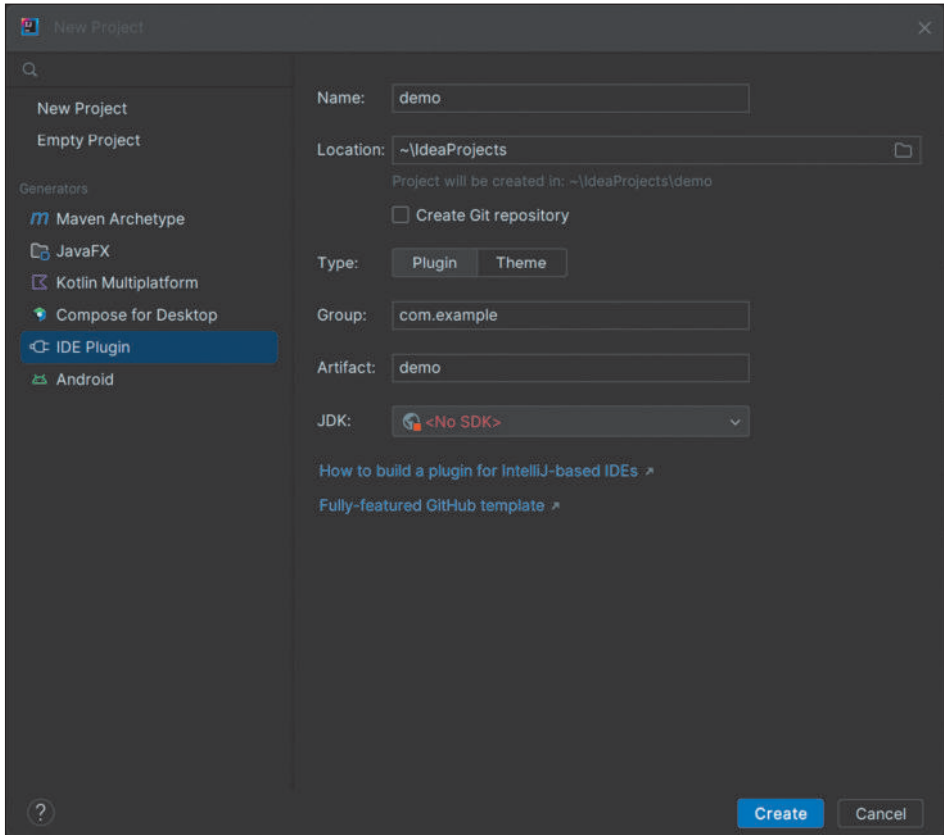 New Project
New Project
Empty Project
Generators
Maven Archetype
JavaFX
Kotlin Multiplatform
Compose for Desktop
IDE Plugin
Android
Name: demo
Location: ~\IdeaProjects
Project will be created in: ~\IdeaProjects\demo
Create Git repository
Type: Plugin Theme
Group: com.example
Artifact: demo
JDK: <No SDK>
How to build a plugin for IntelliJ-based IDEs ↗
Fully-featured GitHub template ↗
? Create Cancel